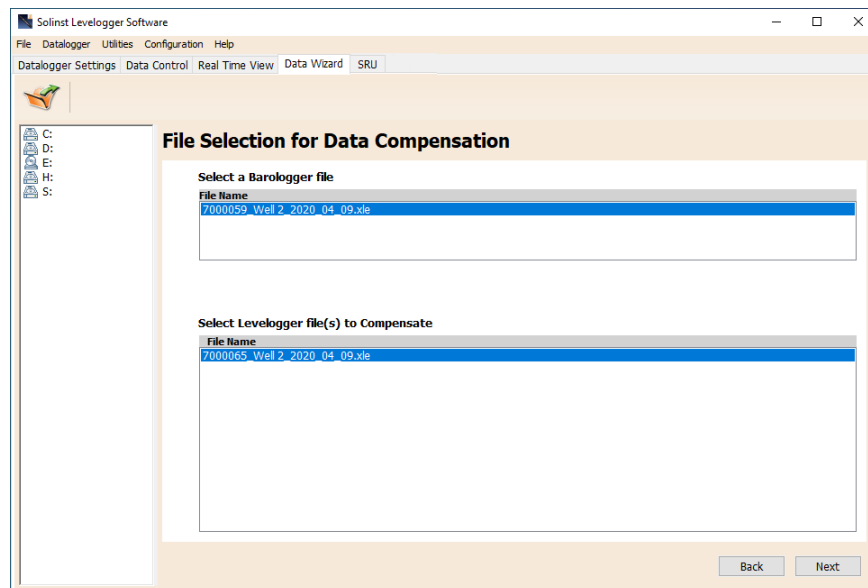 Solinst Levelogger Software
File Datalogger Utilities Configuration Help
Datalogger Settings Data Control Real Time View Data Wizard SRU
C:
D:
E:
H:
S:
File Selection for Data Compensation
Select a Barologger file
File Name
7000059_Well 2_2020_04_09.xle
Select Levelogger file(s) to Compensate
File Name
7000065_Well 2_2020_04_09.xle
Back Next